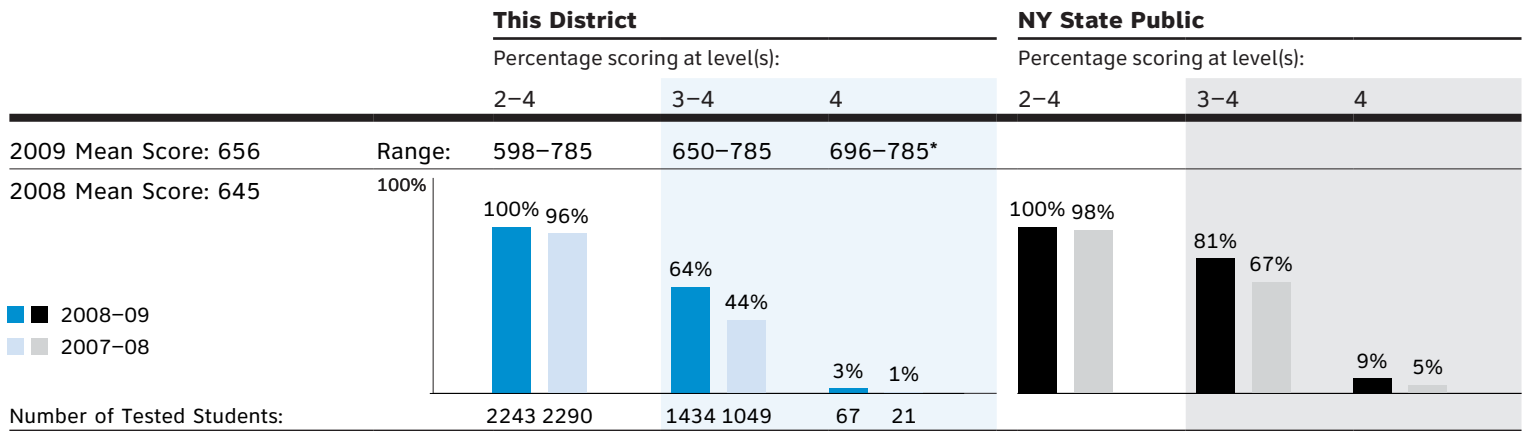 This District NY State Public
Percentage scoring at level(s): Percentage scoring at level(s):
2–4 3–4 4 2–4 3–4 4
2009 Mean Score: 656 Range: 598–785 650–785 696–785*
2008 Mean Score: 645 100%
100% 96% 64% 44% 3% 1% 100% 98% 81% 67% 9% 5%
2008–09
2007–08
Number of Tested Students: 2243 2290 1434 1049 67 21